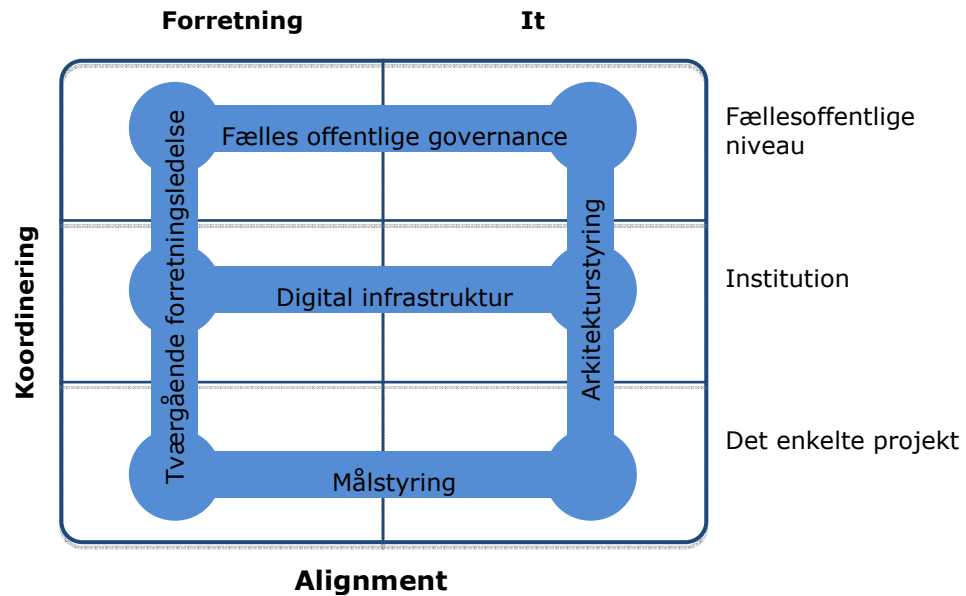 Forretning
It
Fælles offentlige governance
Fællesoffentlige
niveau
Tværgående forretningsledelse
Arkitekturstyring
Koordinering
Digital infrastruktur
Institution
Målstyring
Det enkelte projekt
Alignment